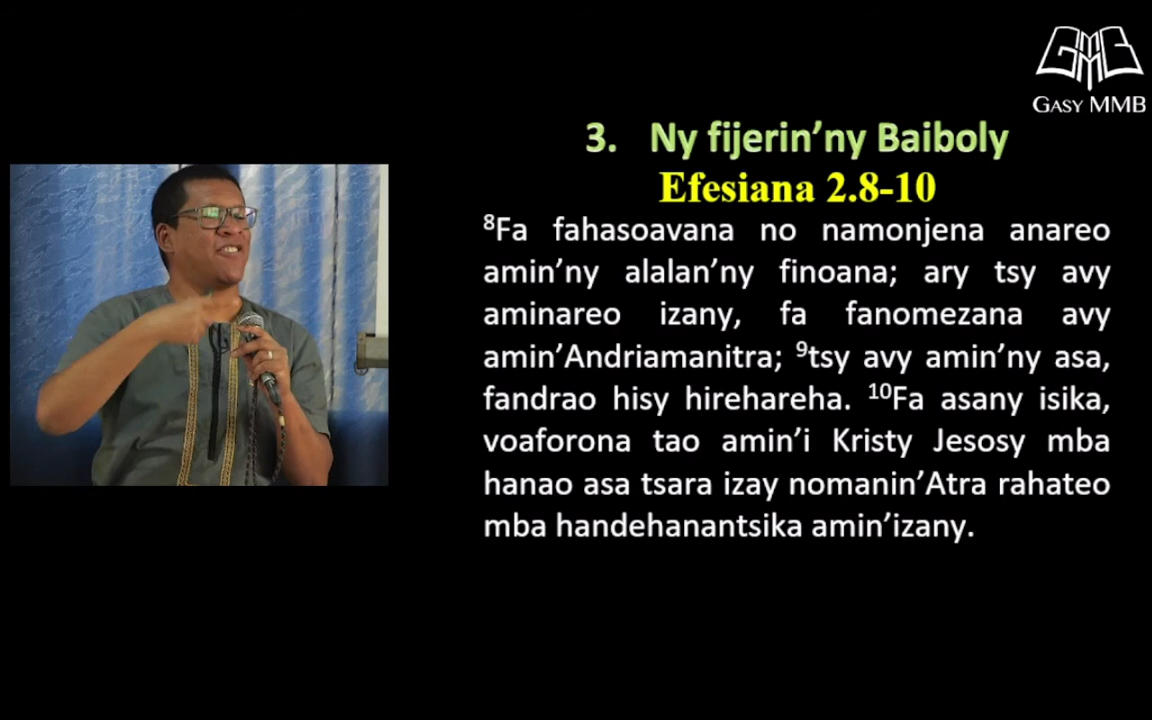 GMMB
GASY MMB
3. Ny fijerin’ny Baiboly
Efesiana 2.8-10
⁸Fa fahasoavana no namonjena anareo
amin’ny alalan’ny finoana; ary tsy avy
aminareo izany, fa fanomezana avy
amin’Andriamanitra; ⁹tsy avy amin’ny asa,
fandrao hisy hirehareha. ¹⁰Fa asany isika,
voaforona tao amin’i Kristy Jesosy mba
hanao asa tsara izay nomanin’Atra rahateo
mba handehanantsika amin’izany.